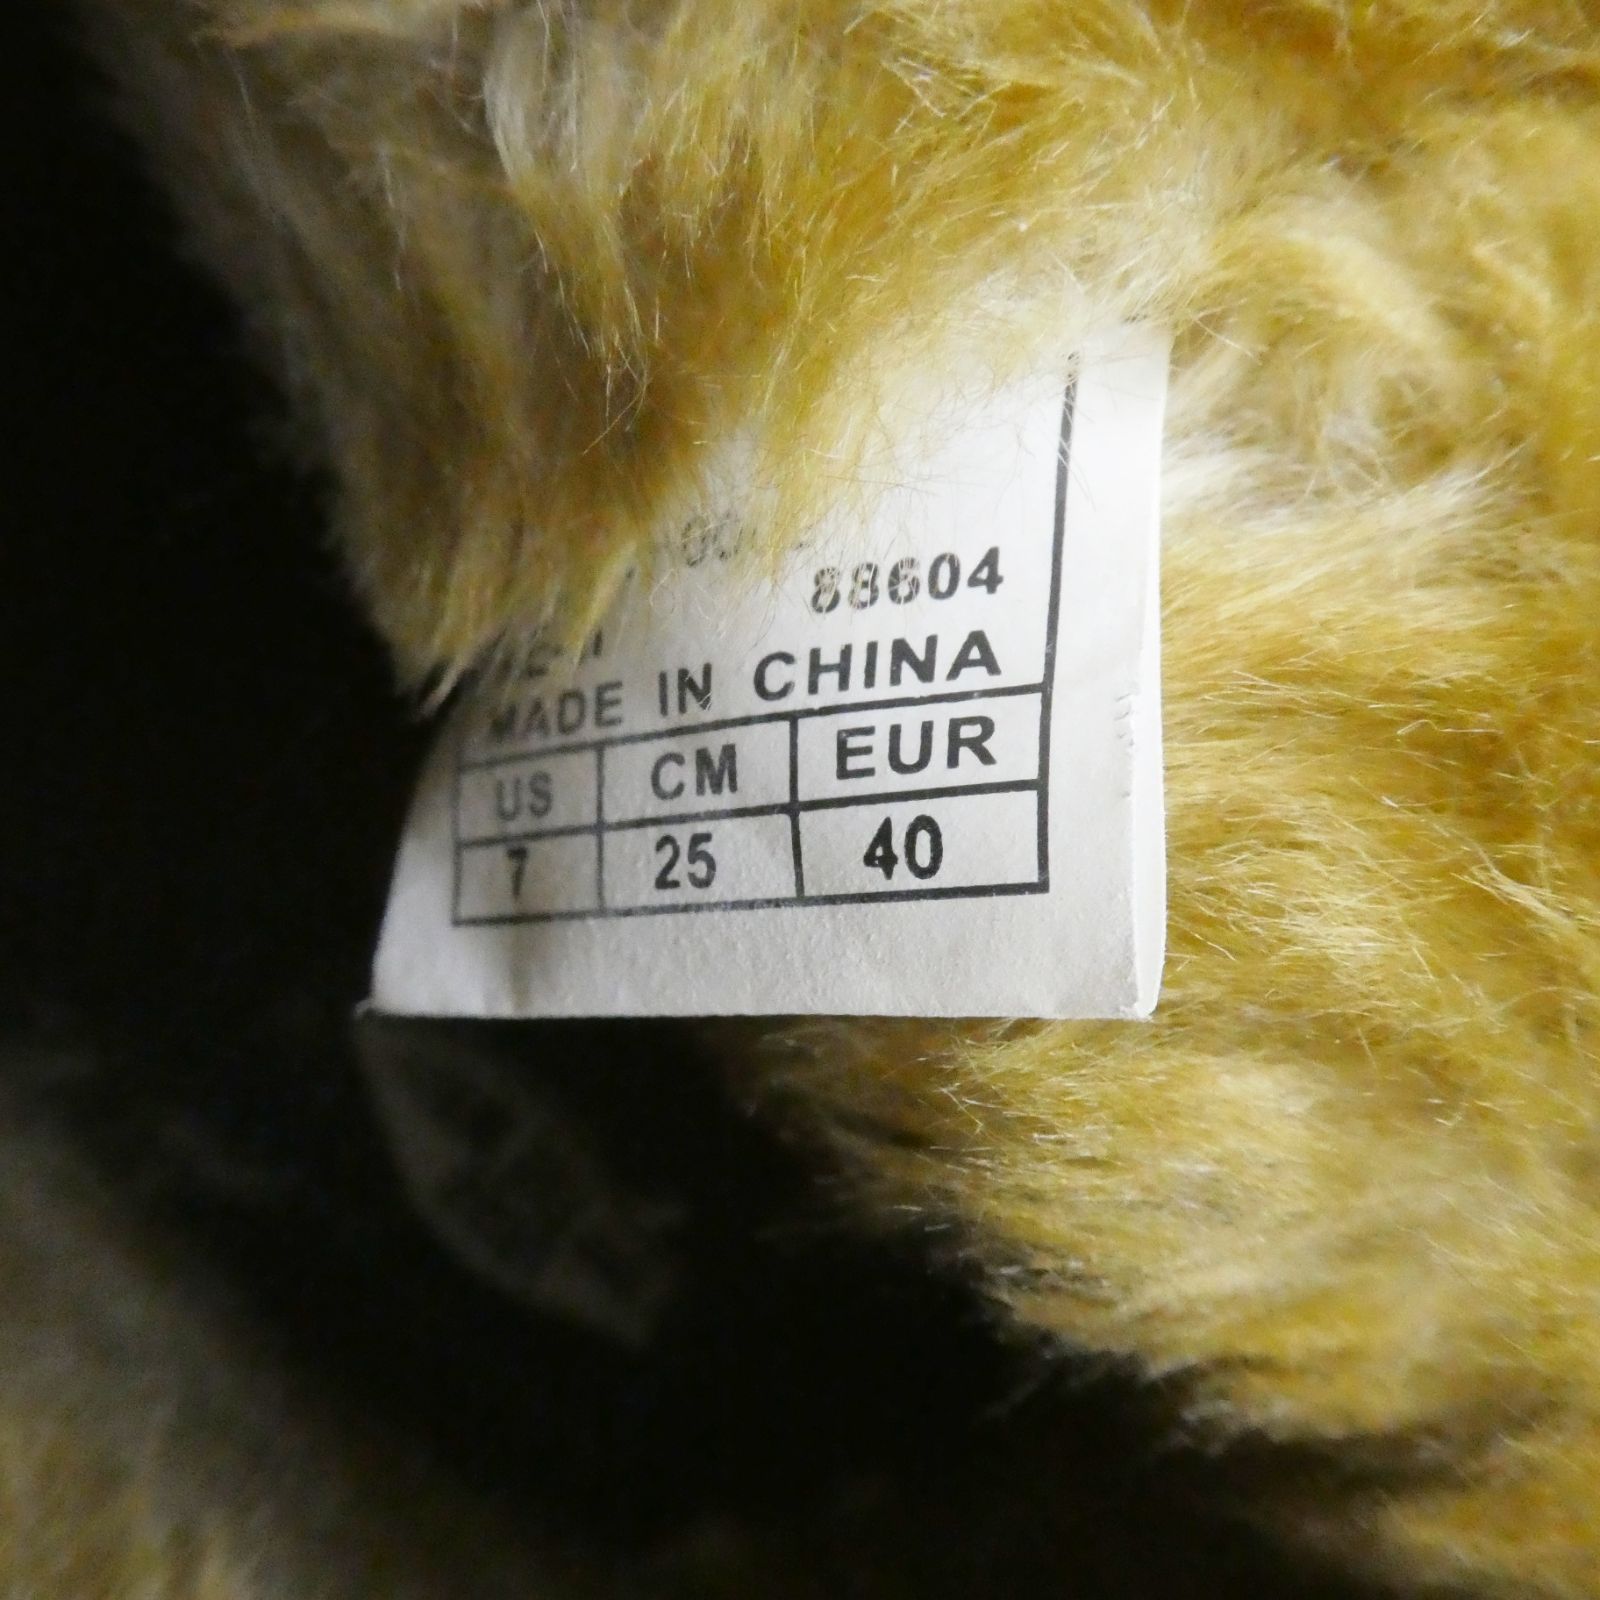 88604
MADE IN CHINA
US CM EUR
7 25 40